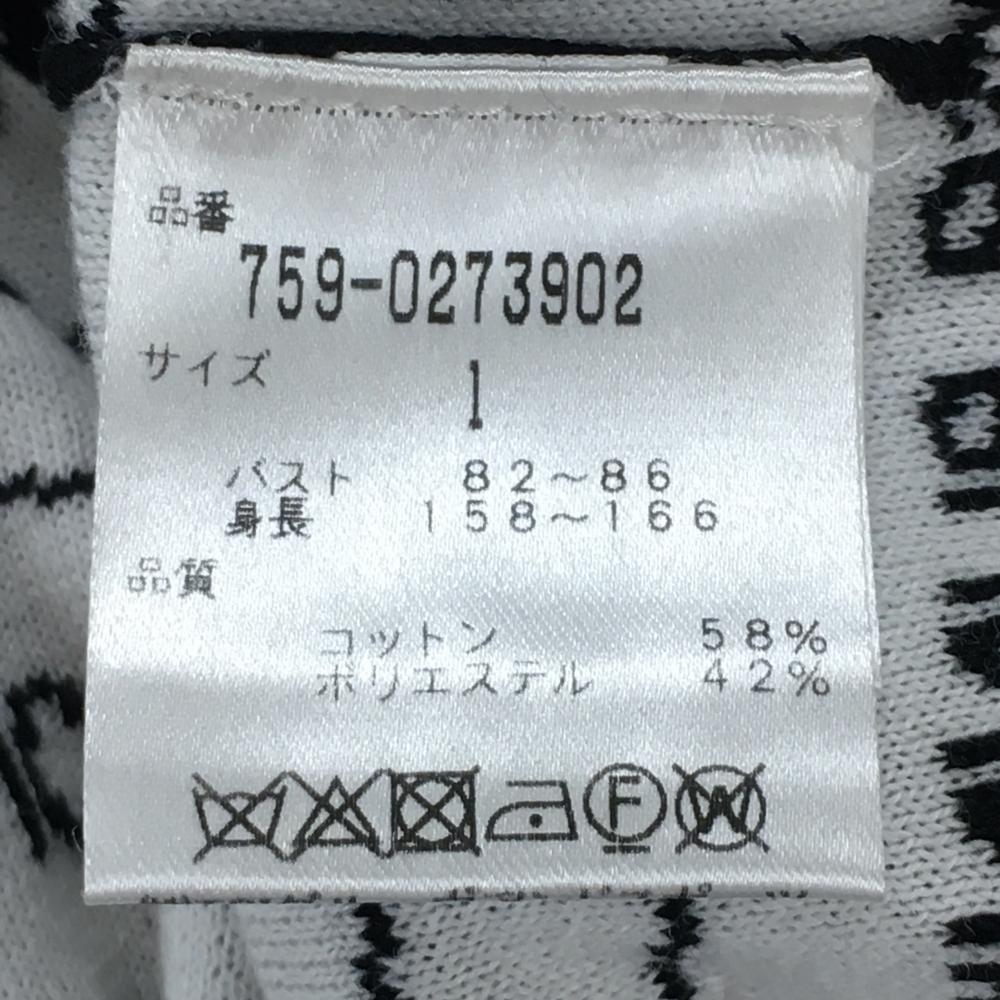 品番
759-0273902
サイズ
1
バスト 82~86
身長 158~166
品質
コットン 58%
ポリエステル 42%
F W